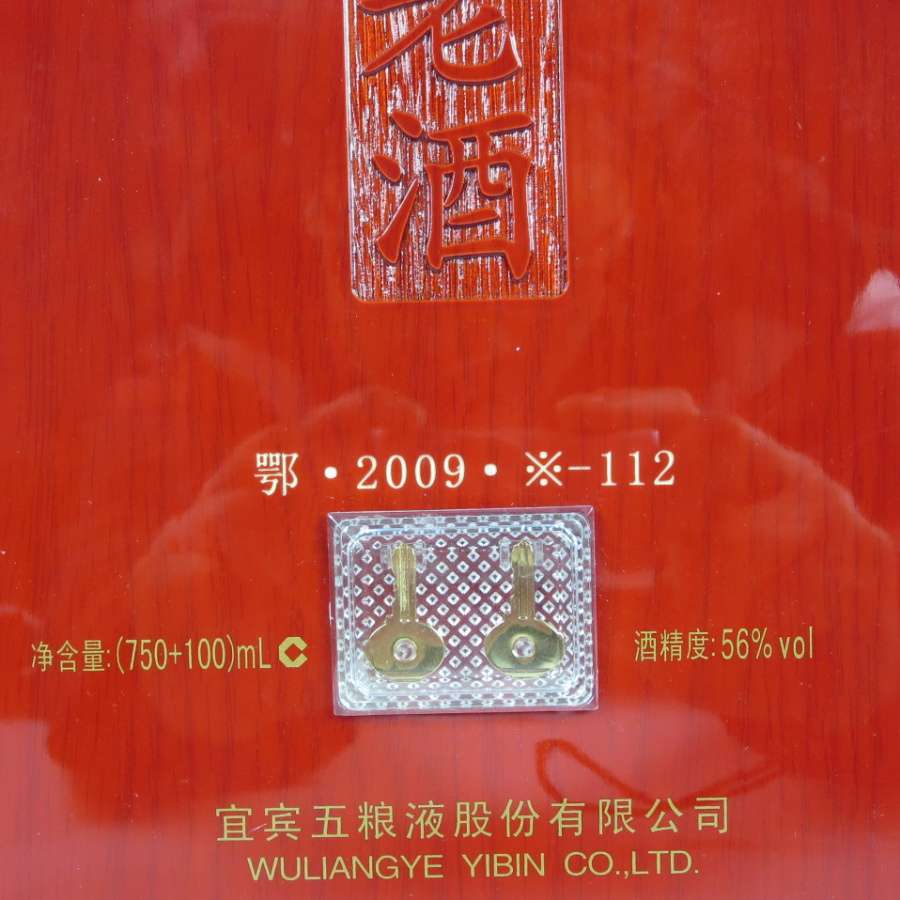 老
酒
鄂·2009·※-112
净含量:(750+100)mL
酒精度:56%vol
宜宾五粮液股份有限公司
WULIANGYE YIBIN CO.,LTD.